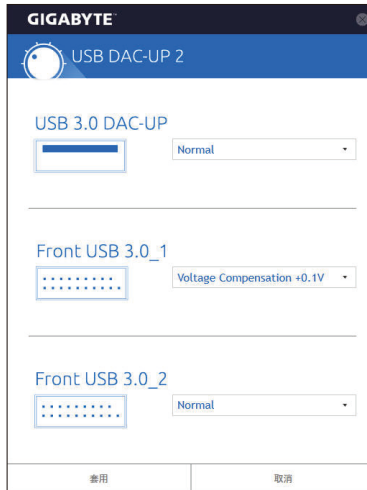 GIGABYTE™
USB DAC-UP 2
USB 3.0 DAC-UP
Normal
Front USB 3.0_1
Voltage Compensation +0.1V
Front USB 3.0_2
Normal
套用
取消